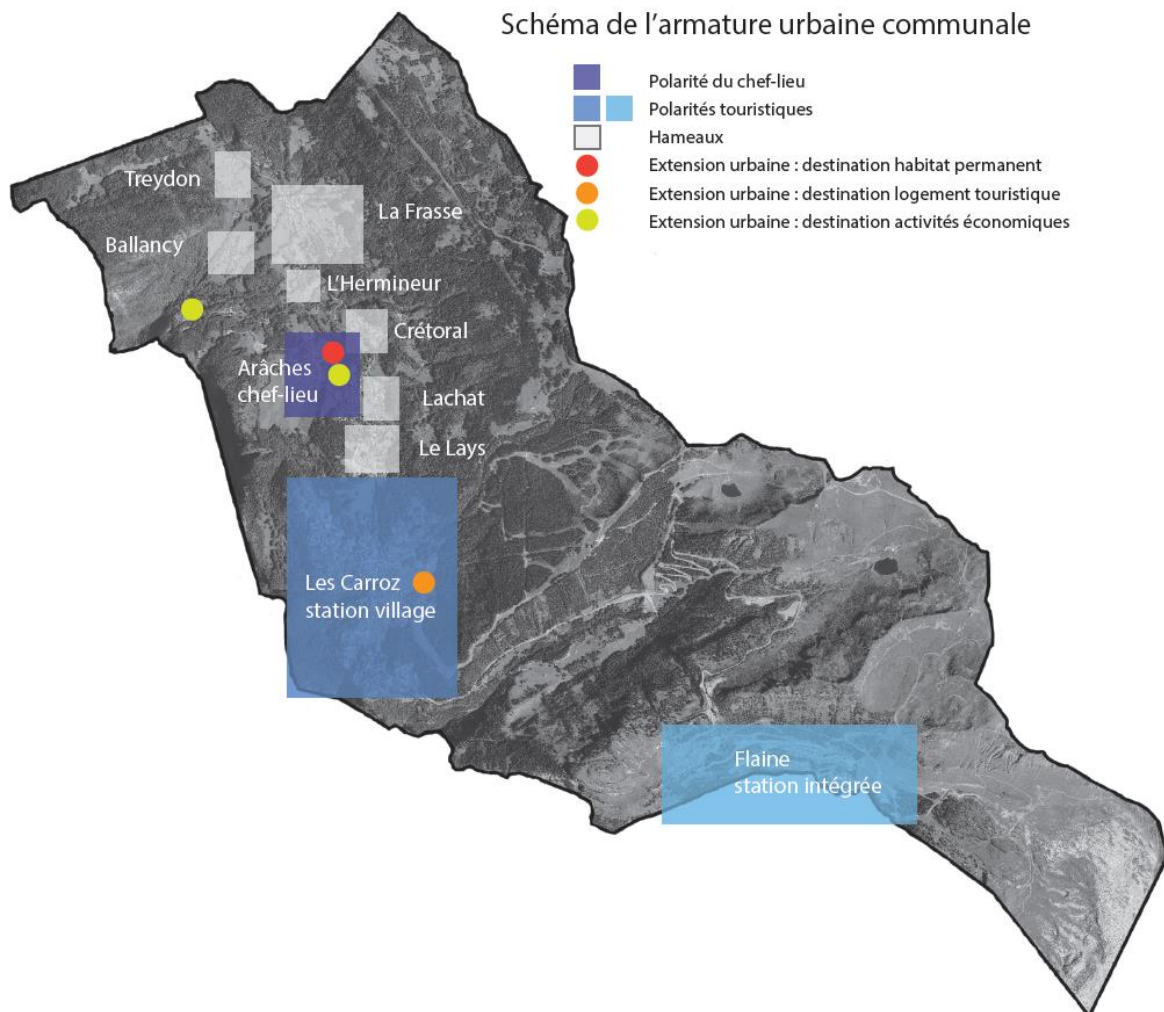 Schéma de l'armature urbaine communale
Polarité du chef-lieu
Polarités touristiques
Hameaux
Extension urbaine : destination habitat permanent
Extension urbaine : destination logement touristique
Extension urbaine : destination activités économiques
Treydon
La Frasse
Ballancy
L'Hermineur
Crétoral
Arâches
chef-lieu
Lachat
Le Lays
Les Carroz
station village
Flaine
station intégrée